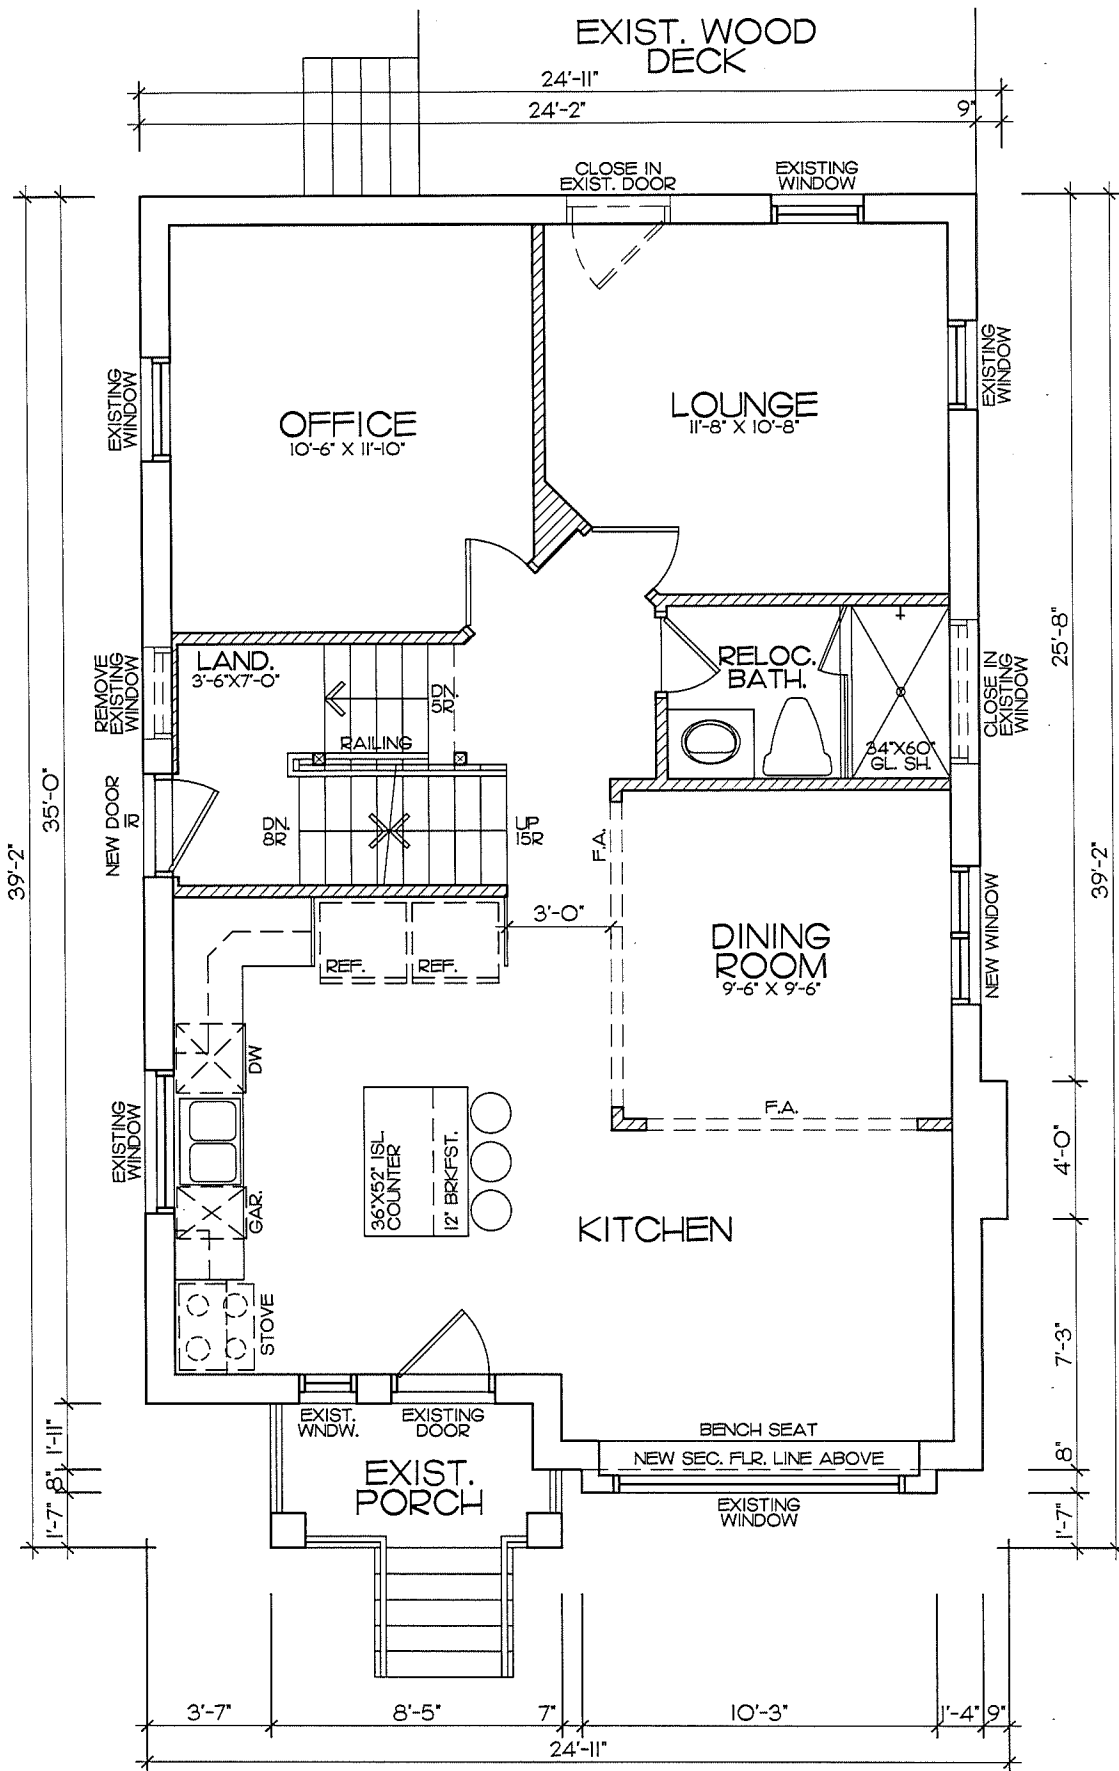 EXIST. WOOD
DECK
24'-11"
24'-2"
9"
CLOSE IN
EXIST. DOOR
EXISTING
WINDOW
EXISTING
WINDOW
OFFICE
10'-6" X 11'-10"
LOUNGE
11'-8" X 10'-8"
EXISTING
WINDOW
39'-2"
35'-0"
25'-8"
39'-2"
REMOVE
EXISTING
WINDOW
LAND.
3'-6"X7'-0"
DN.
5R
RAILING
RELOC.
BATH.
34"X60"
GL. SH.
CLOSE IN
EXISTING
WINDOW
NEW DOOR
1R
DN.
8R
UP
15R
F.A.
3'-0"
REF.
REF.
DINING
ROOM
9'-6" X 9'-6"
NEW WINDOW
DW
F.A.
EXISTING
WINDOW
36"X52" ISL.
COUNTER
12" BRKFST.
GAR.
KITCHEN
4'-0"
STOVE
7'-3"
EXIST.
WNDW.
EXISTING
DOOR
BENCH SEAT
NEW SEC. FLR. LINE ABOVE
EXISTING
WINDOW
EXIST.
PORCH
1'-11"
8"
1'-7"
8"
1'-7"
3'-7"
8'-5"
7"
10'-3"
1'-4"
9"
24'-11"